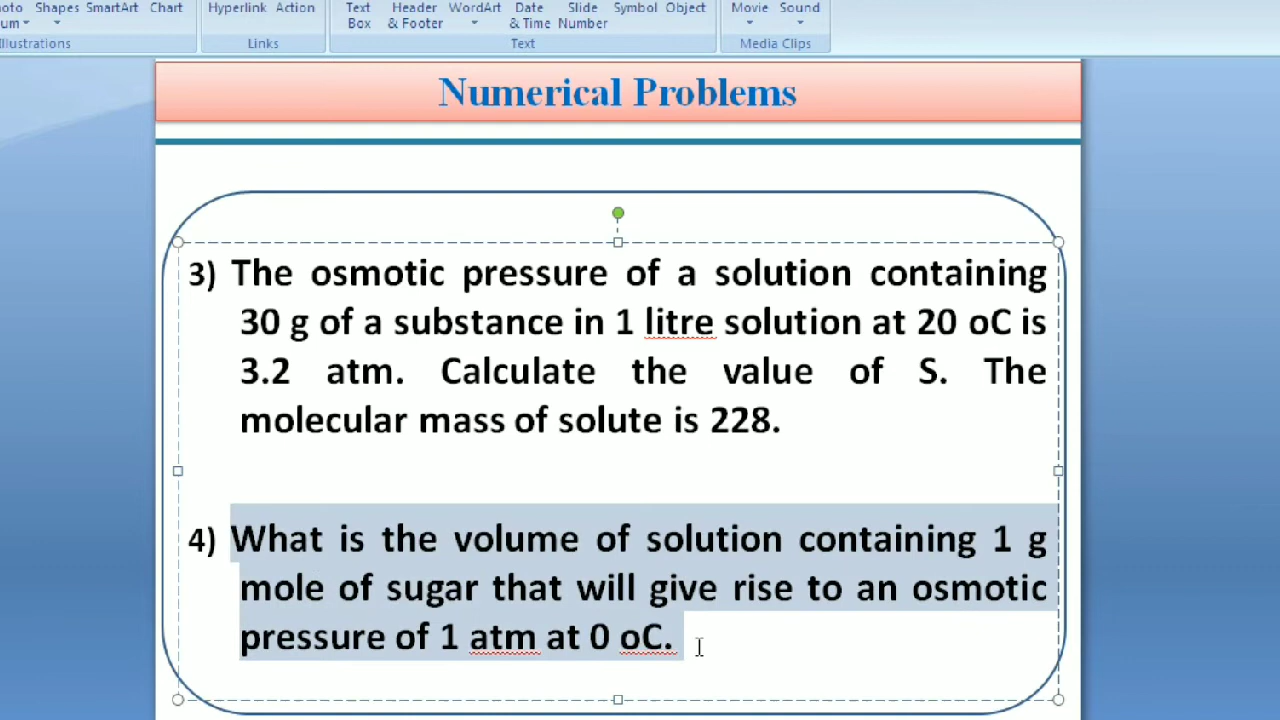 Shapes SmartArt Chart
Hyperlink Action
Text Box
Header & Footer
WordArt
Date & Time
Slide Number
Symbol Object
Movie Sound
Links
Text
Media Clips
Numerical Problems
3) The osmotic pressure of a solution containing
30 g of a substance in 1 litre solution at 20 oC is
3.2 atm. Calculate the value of S. The
molecular mass of solute is 228.
4) What is the volume of solution containing 1 g
mole of sugar that will give rise to an osmotic
pressure of 1 atm at 0 oC.